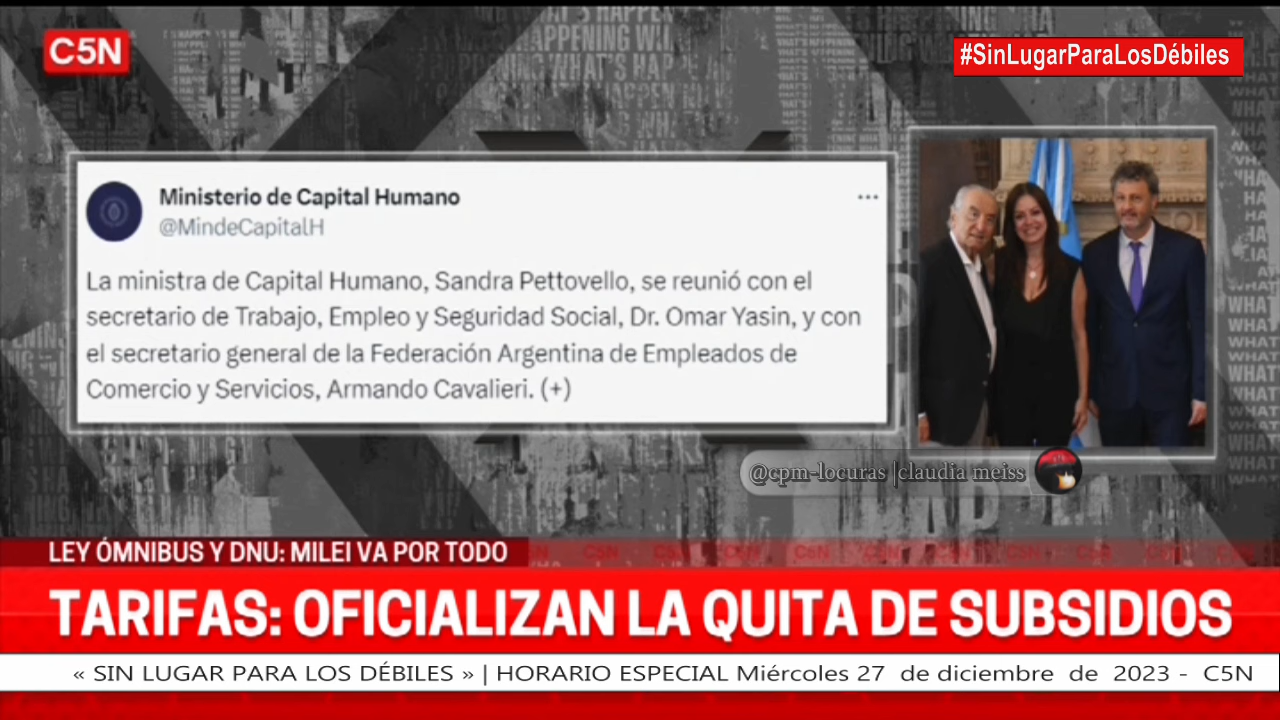 C5N
#SinLugarParaLosDébiles
Ministerio de Capital Humano
@MindeCapitalH
La ministra de Capital Humano, Sandra Pettovello, se reunió con el
secretario de Trabajo, Empleo y Seguridad Social, Dr. Omar Yasin, y con
el secretario general de la Federación Argentina de Empleados de
Comercio y Servicios, Armando Cavalieri. (+)
@cpm-locuras |claudia meiss
LEY ÓMNIBUS Y DNU: MILEI VA POR TODO
TARIFAS: OFICIALIZAN LA QUITA DE SUBSIDIOS
« SIN LUGAR PARA LOS DÉBILES » | HORARIO ESPECIAL Miércoles 27 de diciembre de 2023 - C5N